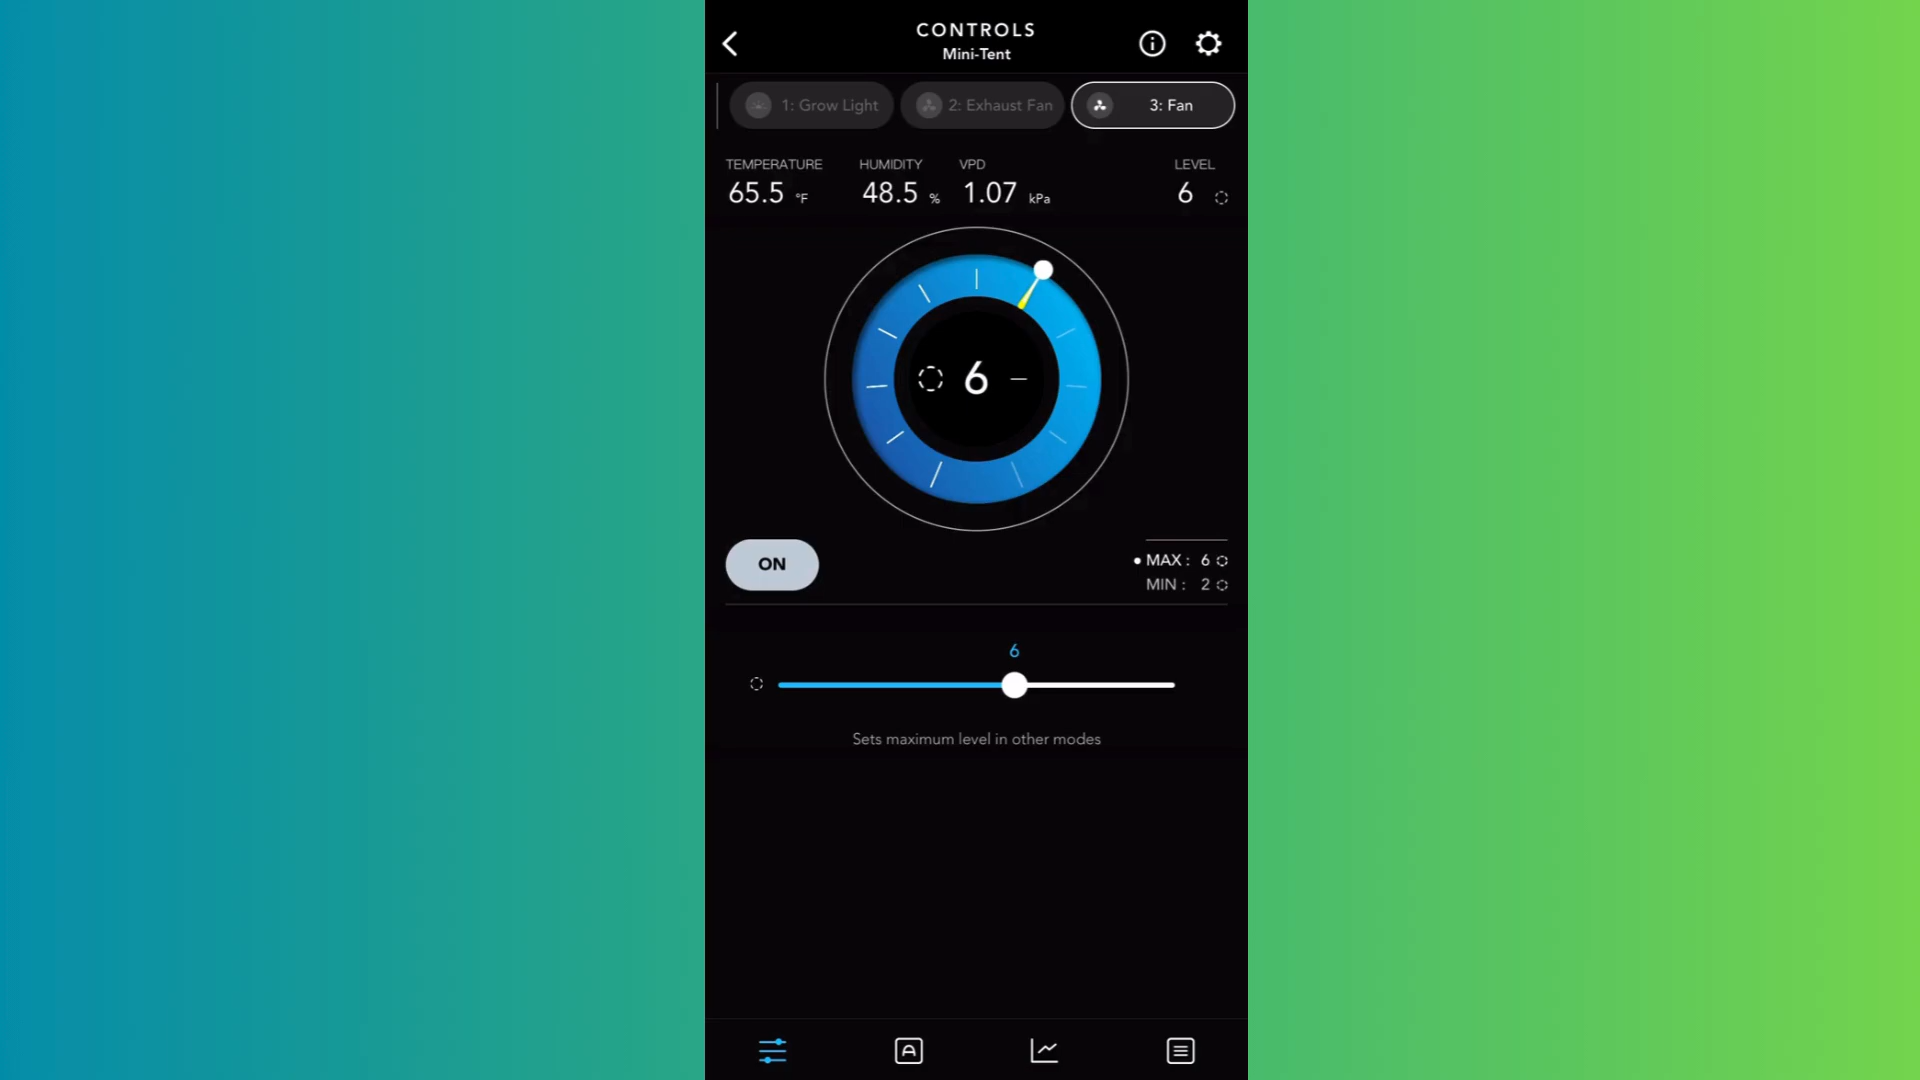 CONTROLS
Mini-Tent
1: Grow Light
2: Exhaust Fan
3: Fan
TEMPERATURE
HUMIDITY
VPD
LEVEL
65.5 °F
48.5 %
1.07 kPa
6
6
ON
MAX : 6
MIN : 2
6
Sets maximum level in other modes